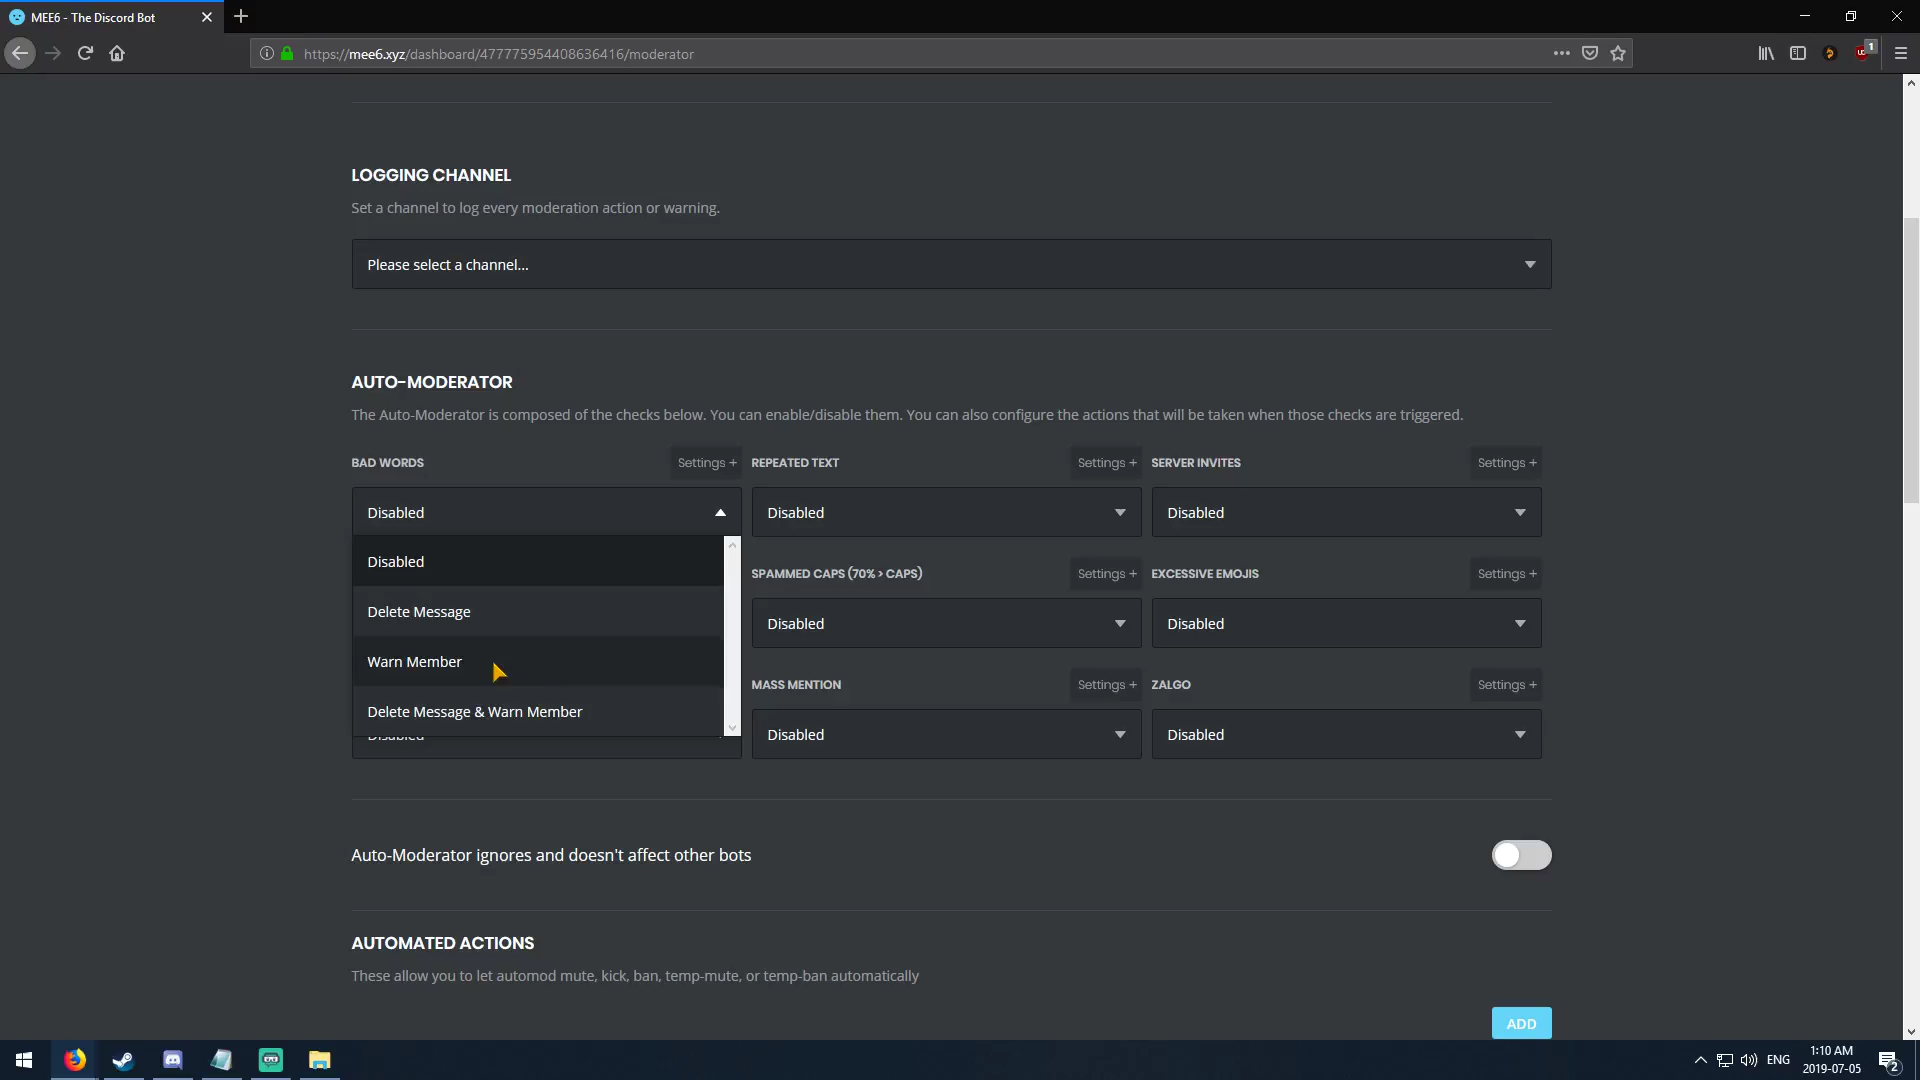 MEE6 - The Discord Bot
https://mee6.xyz/dashboard/477775954408636416/moderator
1
LOGGING CHANNEL
Set a channel to log every moderation action or warning.
Please select a channel...
AUTO-MODERATOR
The Auto-Moderator is composed of the checks below. You can enable/disable them. You can also configure the actions that will be taken when those checks are triggered.
BAD WORDS Settings + REPEATED TEXT Settings + SERVER INVITES Settings +
Disabled Disabled Disabled
Disabled
SPAMMED CAPS (70% > CAPS) Settings + EXCESSIVE EMOJIS Settings +
Delete Message Disabled Disabled
Warn Member
MASS MENTION Settings + ZALGO Settings +
Delete Message & Warn Member
Disabled Disabled Disabled
Auto-Moderator ignores and doesn't affect other bots
AUTOMATED ACTIONS
These allow you to let automod mute, kick, ban, temp-mute, or temp-ban automatically
ADD
ENG
1:10 AM
2019-07-05
2